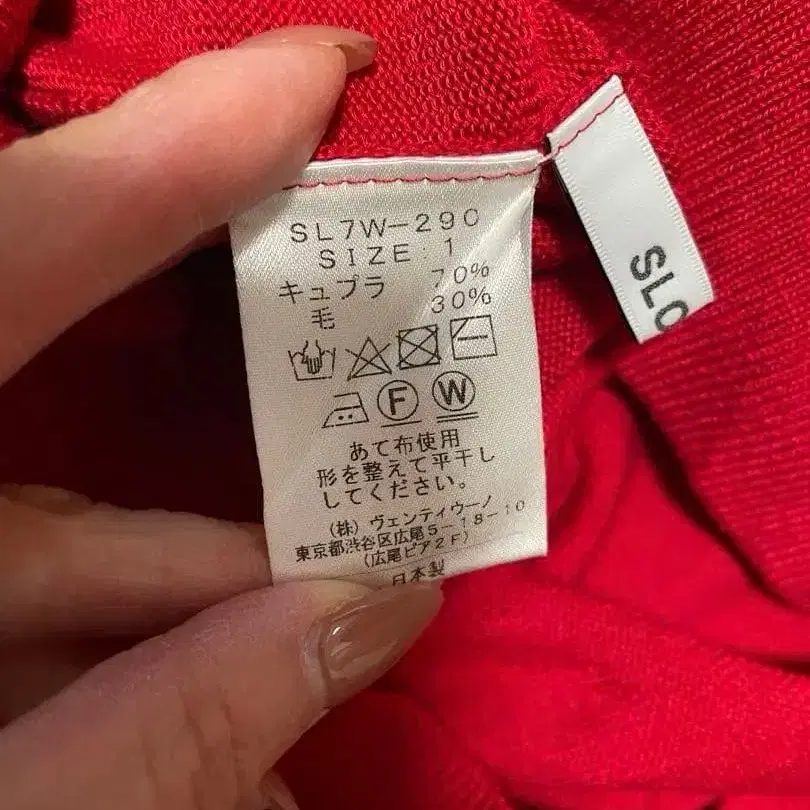 SL7W-290
SIZE:1
キュプラ 70%
毛 30%
F W
あて布使用
形を整えて平干し
してください。
(株)ヴェンティウーノ
東京都渋谷区広尾5-18-10
(広尾ピア2F)
日本製
SLO